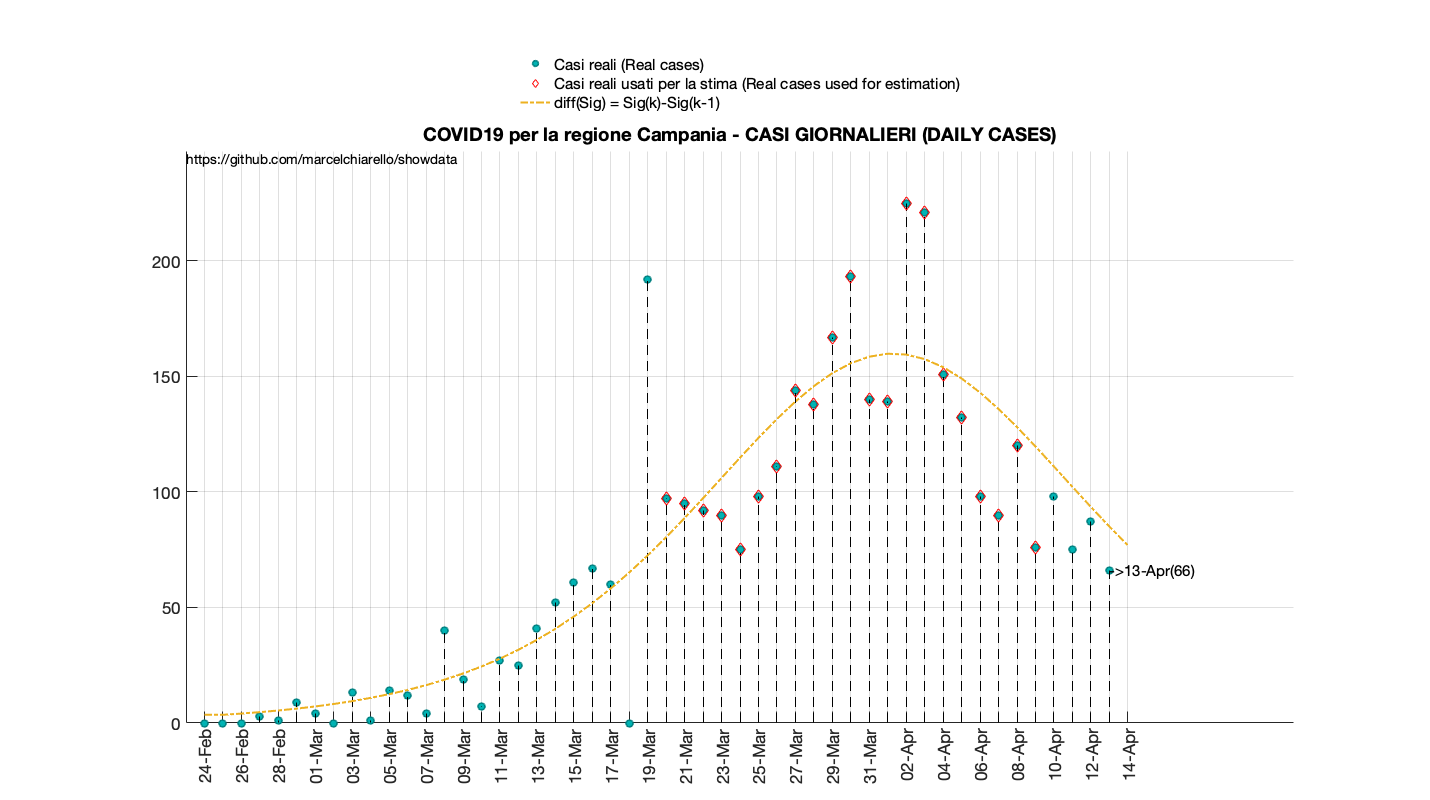 Casi reali (Real cases)
Casi reali usati per la stima (Real cases used for estimation)
diff(Sig) = Sig(k)-Sig(k-1)
COVID19 per la regione Campania - CASI GIORNALIERI (DAILY CASES)
https://github.com/marcelchiarello/showdata
200
150
100
50
0
->13-Apr(66)
24-Feb
26-Feb
28-Feb
01-Mar
03-Mar
05-Mar
07-Mar
09-Mar
11-Mar
13-Mar
15-Mar
17-Mar
19-Mar
21-Mar
23-Mar
25-Mar
27-Mar
29-Mar
31-Mar
02-Apr
04-Apr
06-Apr
08-Apr
10-Apr
12-Apr
14-Apr